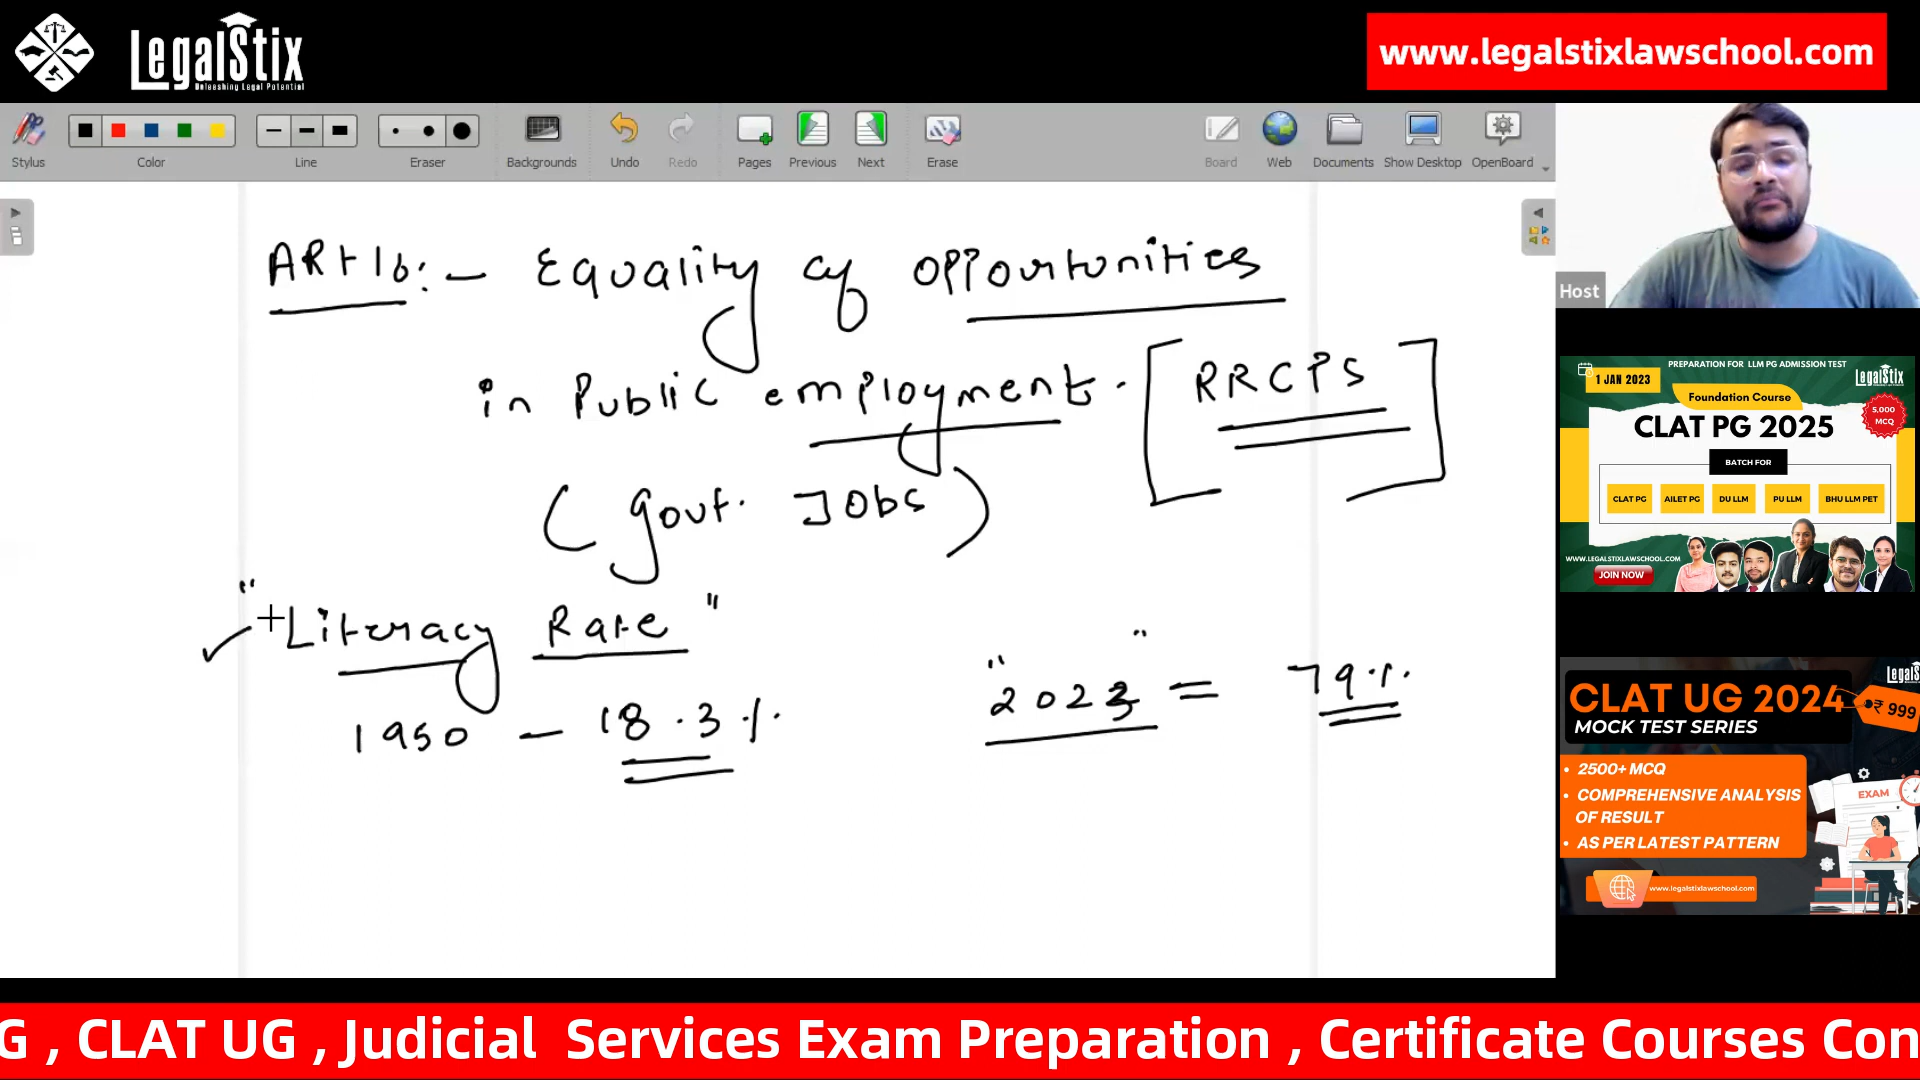 LegalStix
Unleashing Legal Potential
www.legalstixlawschool.com
Stylus
Color
Line
Eraser
Backgrounds
Undo
Redo
Pages
Previous
Next
Erase
Board
Web
Documents
Show Desktop
OpenBoard
ART 16:- Equality of opportunities
in Public employment. [RRCPS]
(Govt. Jobs)
"Literacy Rate"
1950 - 18.3%
"2023" = 79%
Host
PREPARATION FOR LLM PG ADMISSION TEST
LegalStix
1 JAN 2023
Foundation Course
5,000 MCQ
CLAT PG 2025
BATCH FOR
CLAT PG AILET PG DU LLM PU LLM BHU LLM PET
WWW.LEGALSTIXLAWSCHOOL.COM
JOIN NOW
LegalS
CLAT UG 2024
₹ 999
MOCK TEST SERIES
• 2500+ MCQ
• COMPREHENSIVE ANALYSIS
OF RESULT
• AS PER LATEST PATTERN
EXAM
www.legalstixlawschool.com
G , CLAT UG , Judicial Services Exam Preparation , Certificate Courses Con